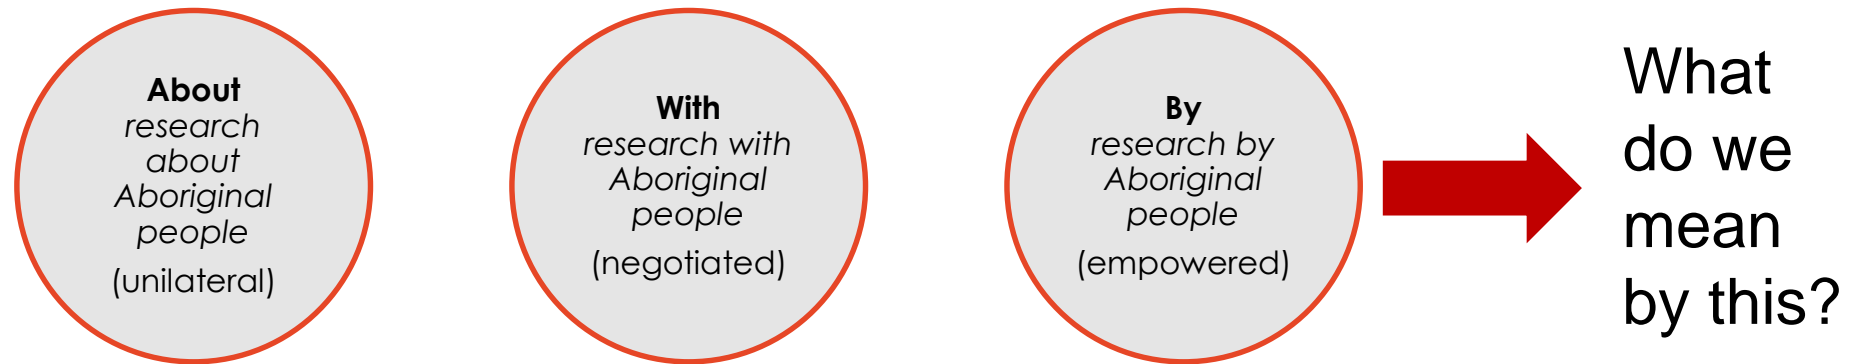 About
research
about
Aboriginal
people
(unilateral)
With
research with
Aboriginal
people
(negotiated)
By
research by
Aboriginal
people
(empowered)
What
do we
mean
by this?